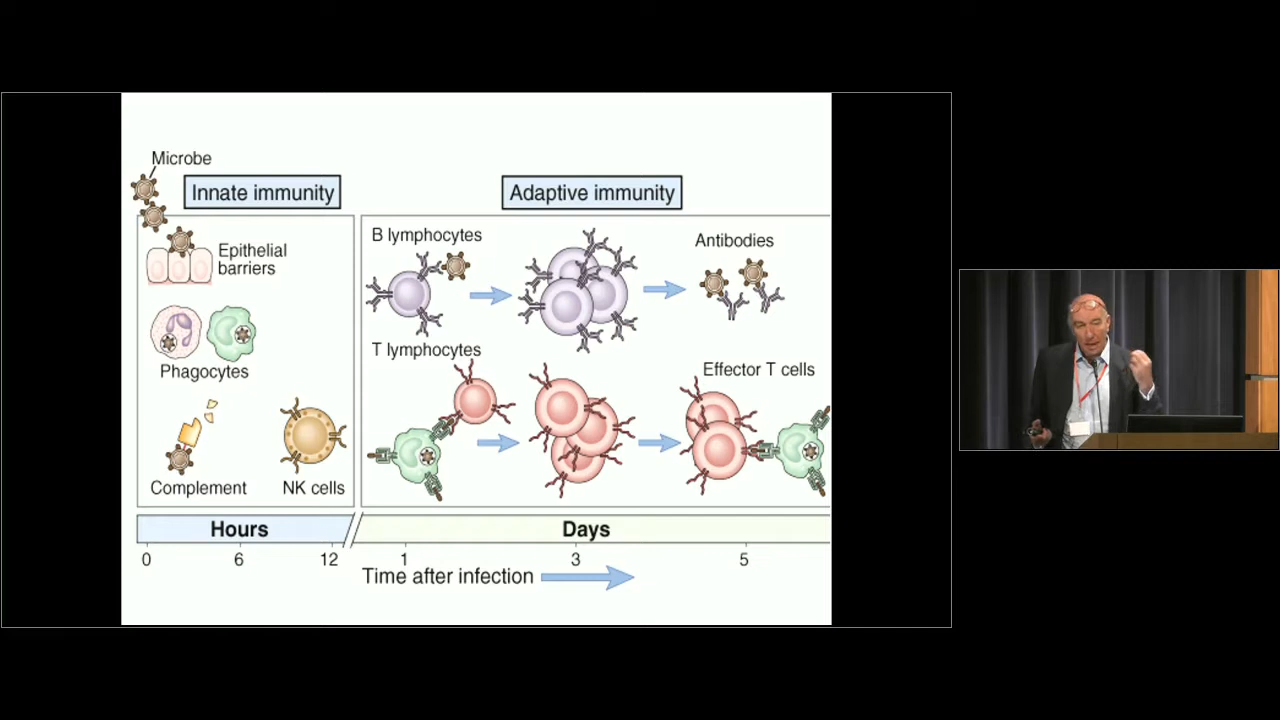 Microbe
Innate immunity
Adaptive immunity
Epithelial
barriers
B lymphocytes
Antibodies
Phagocytes
T lymphocytes
Effector T cells
Complement
NK cells
Hours
Days
0
6
12
1
3
5
Time after infection